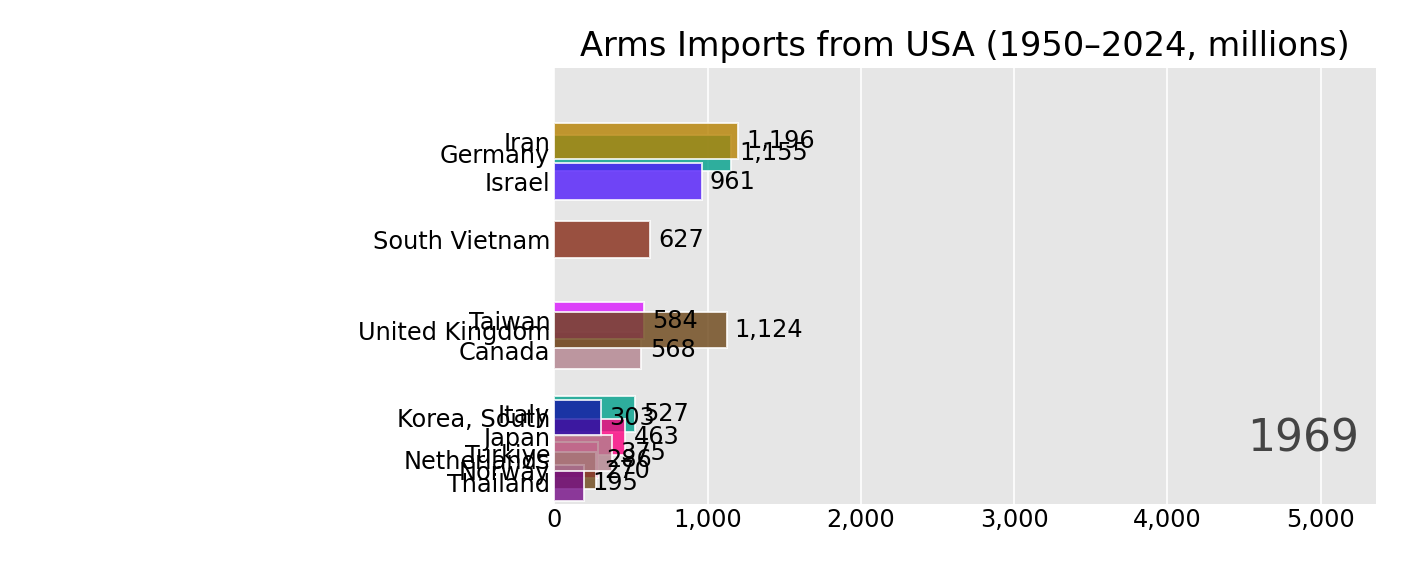 Arms Imports from USA (1950–2024, millions)
Iran 1,196
Germany 1,155
Israel 961
South Vietnam 627
Taiwan 584
United Kingdom 1,124
Canada 568
Italy 527
Korea, South 303
Japan 463
Türkiye 375
Netherlands 286
Norway 270
Thailand 195
1969
0 1,000 2,000 3,000 4,000 5,000